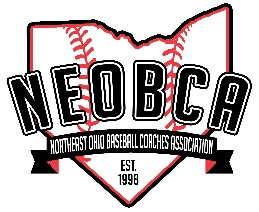 NEOBCA
NORTHEAST OHIO BASEBALL COACHES ASSOCIATION
EST.
1998